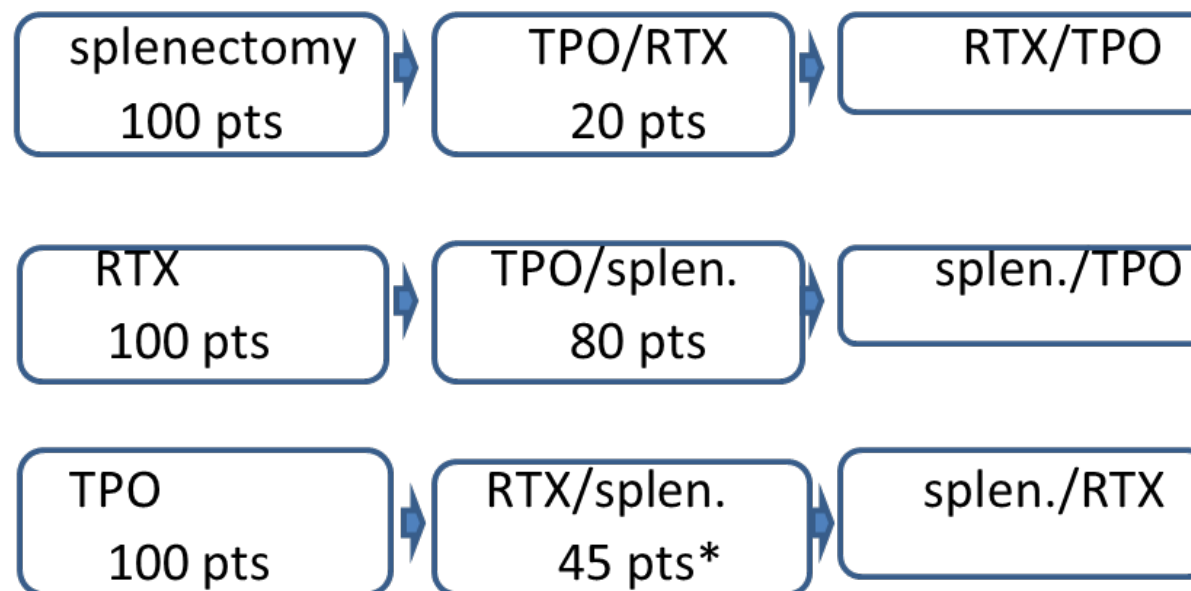 splenectomy
100 pts
TPO/RTX
20 pts
RTX/TPO
RTX
100 pts
TPO/splen.
80 pts
splen./TPO
TPO
100 pts
RTX/splen.
45 pts*
splen./RTX